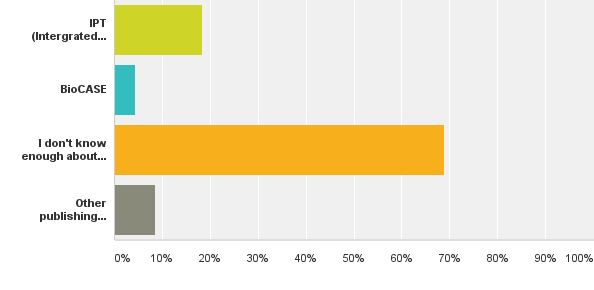 IPT
(Intergrated...
BioCASE
I don't know
enough about...
Other
publishing...
0% 10% 20% 30% 40% 50% 60% 70% 80% 90% 100%